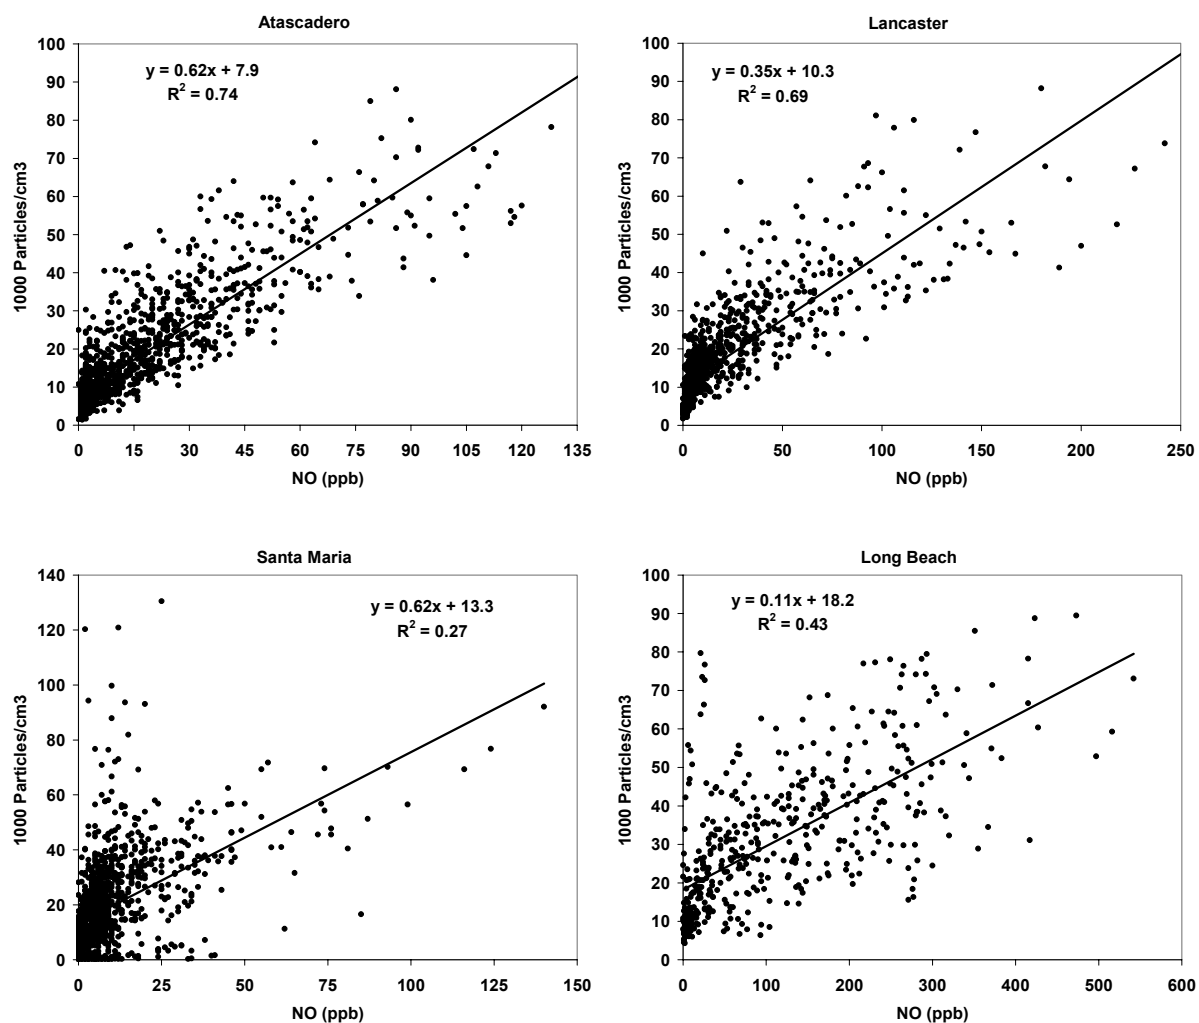 Atascadero
y = 0.62x + 7.9
R2 = 0.74
100
90
80
70
60
50
40
30
20
10
0
1000 Particles/cm3
0 15 30 45 60 75 90 105 120 135
NO (ppb)
Lancaster
y = 0.35x + 10.3
R2 = 0.69
100
90
80
70
60
50
40
30
20
10
0
1000 Particles/cm3
0 50 100 150 200 250
NO (ppb)
Santa Maria
y = 0.62x + 13.3
R2 = 0.27
140
120
100
80
60
40
20
0
1000 Particles/cm3
0 25 50 75 100 125 150
NO (ppb)
Long Beach
y = 0.11x + 18.2
R2 = 0.43
100
90
80
70
60
50
40
30
20
10
0
1000 Particles/cm3
0 100 200 300 400 500 600
NO (ppb)